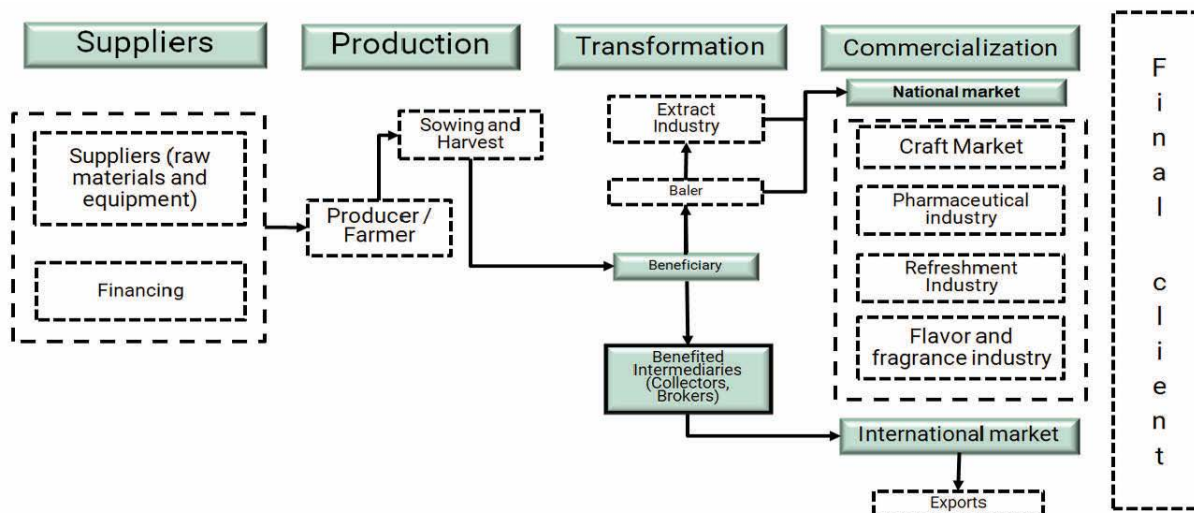 Suppliers
Production
Transformation
Commercialization
Suppliers (raw
materials and
equipment)
Financing
Sowing and
Harvest
Producer /
Farmer
Extract
Industry
Baler
Beneficiary
Benefited
Intermediaries
(Collectors,
Brokers)
National market
Craft Market
Pharmaceutical
industry
Refreshment
Industry
Flavor and
fragrance industry
International market
Exports
Final client